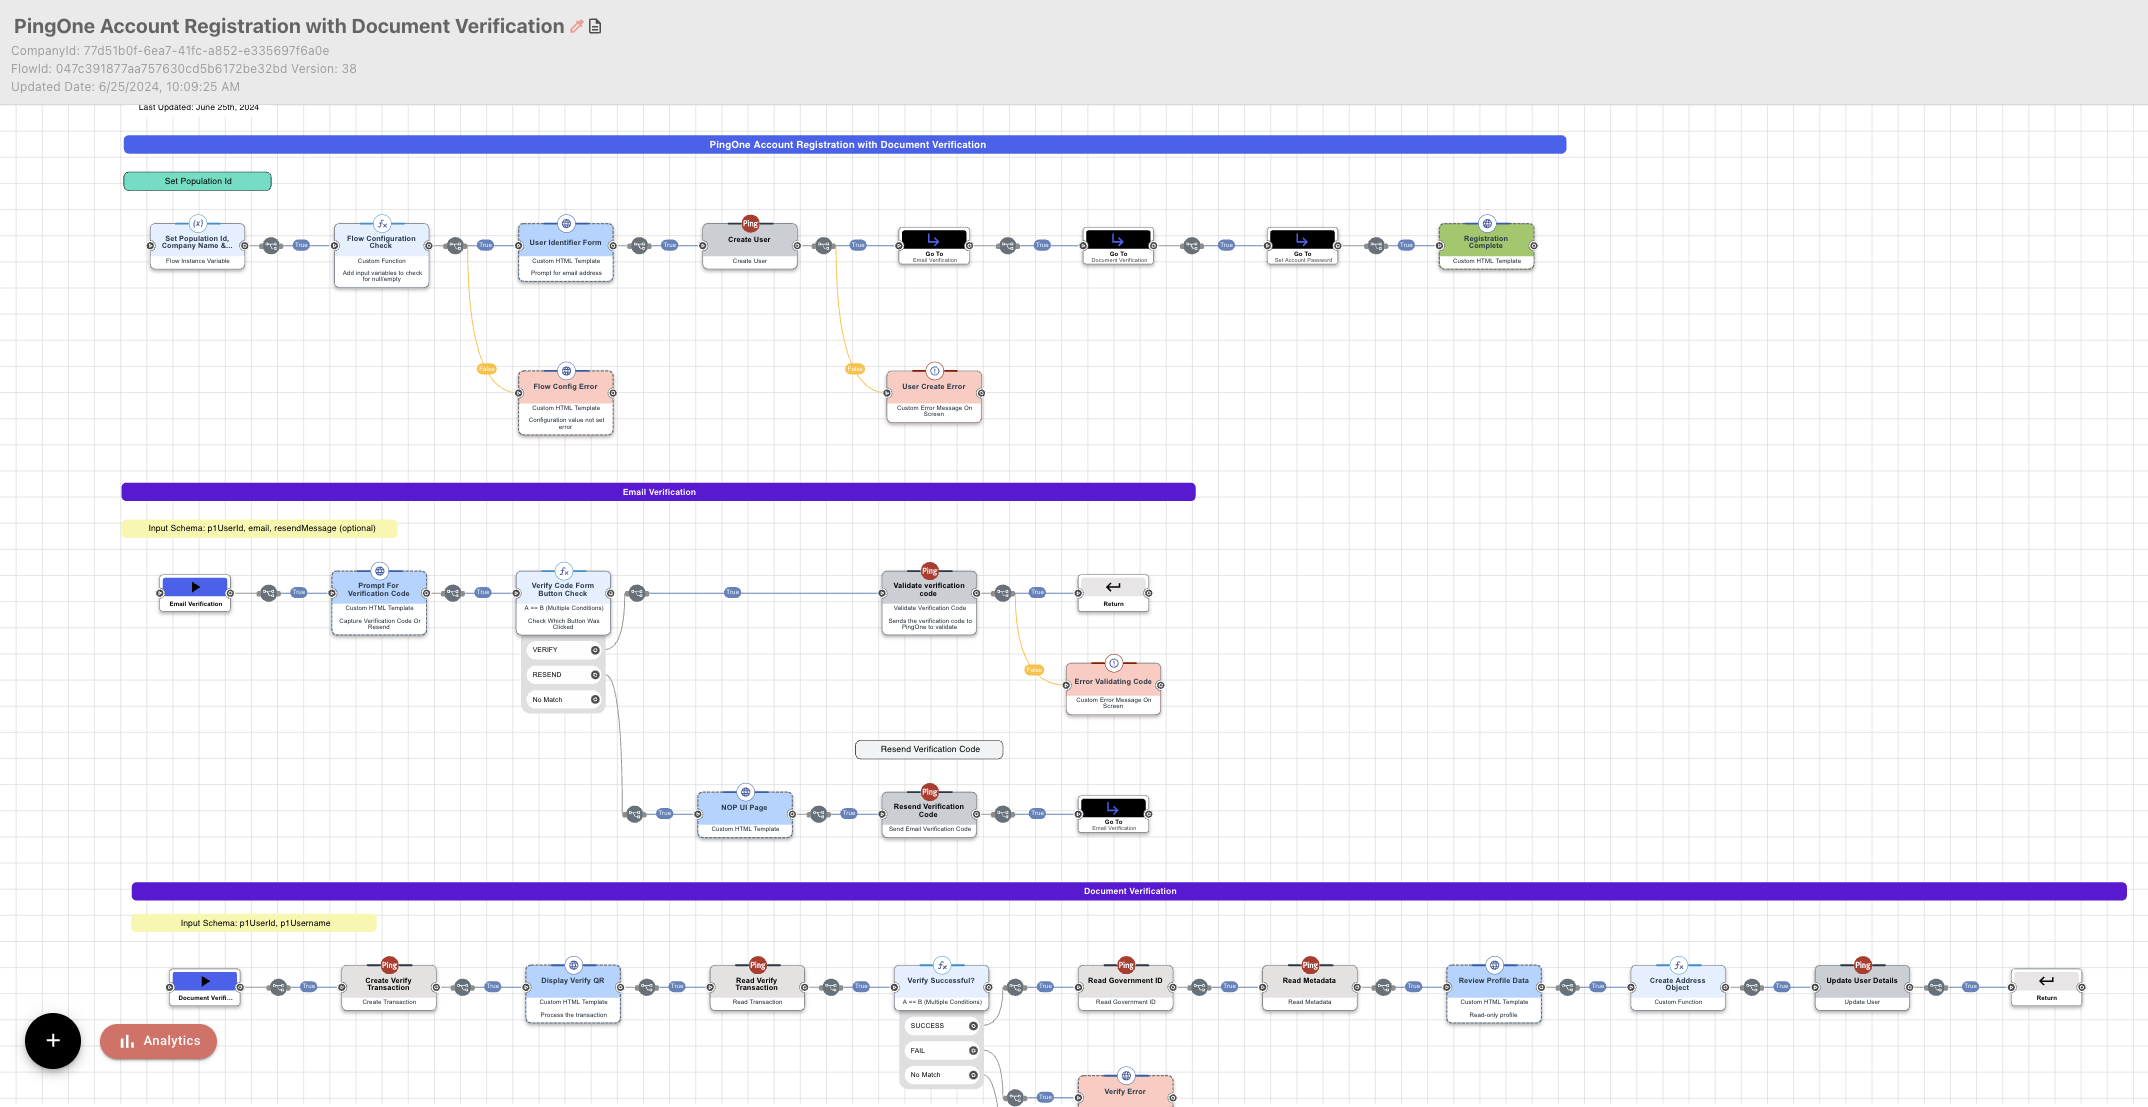 PingOne Account Registration with Document Verification
CompanyId: 77d51b0f-6ea7-41fc-a852-e335697f6a0e
FlowId: 047c391877aa757630cd5b6172be32bd Version: 38
Updated Date: 6/25/2024, 10:09:25 AM
Last Updated: June 25th, 2024
PingOne Account Registration with Document Verification
Set Population Id
Set Population Id,
Company Name &...
Flow Instance Variable
True
Flow Configuration
Check
Custom Function
Add input variables to check
for null/empty
True
User Identifier Form
Custom HTML Template
Prompt for email address
True
Ping
Create User
Create User
True
Go To
Email Verification
True
Go To
Document Verification
True
Go To
Set Account Password
True
Registration
Complete
Custom HTML Template
False
Flow Config Error
Custom HTML Template
Configuration value not set
error
False
User Create Error
Custom Error Message On
Screen
Email Verification
Input Schema: p1UserId, email, resendMessage (optional)
Email Verification
True
Prompt For
Verification Code
Custom HTML Template
Capture Verification Code Or
Resend
True
Verify Code Form
Button Check
A == B (Multiple Conditions)
Check Which Button Was
Clicked
VERIFY
RESEND
No Match
True
Ping
Validate verification
code
Validate Verification Code
Sends the verification code to
PingOne to validate
True
Return
False
Error Validating Code
Custom Error Message On
Screen
Resend Verification Code
True
NOP UI Page
Custom HTML Template
True
Ping
Resend Verification
Code
Send Email Verification Code
True
Go To
Email Verification
Document Verification
Input Schema: p1UserId, p1Username
Document Verifi...
True
Ping
Create Verify
Transaction
Create Transaction
True
Display Verify QR
Custom HTML Template
Process the transaction
True
Ping
Read Verify
Transaction
Read Transaction
True
Verify Successful?
A == B (Multiple Conditions)
SUCCESS
FAIL
No Match
True
Ping
Read Government ID
Read Government ID
True
Ping
Read Metadata
Read Metadata
True
Review Profile Data
Custom HTML Template
Read-only profile
True
Create Address
Object
Custom Function
True
Ping
Update User Details
Update User
True
Return
True
Verify Error
+
Analytics